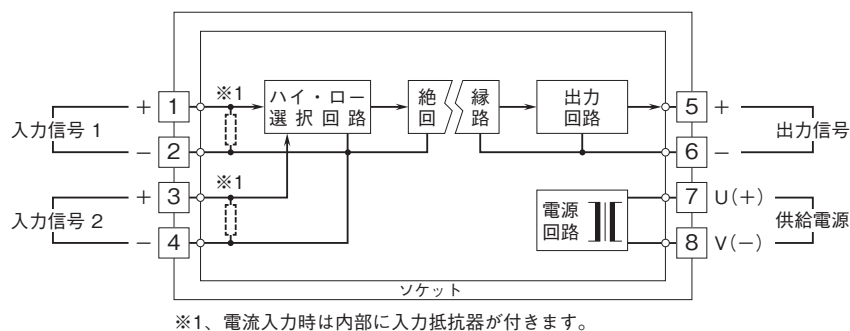 ※1
ハイ・ロー
選択回路
絶縁
回路
出力
回路
1
2
3
4
5
6
7
8
+
−
+
−
+
−
U(+)
V(−)
入力信号 1
入力信号 2
※1
出力信号
供給電源
電源
回路
ソケット
※1、電流入力時は内部に入力抵抗器が付きます。